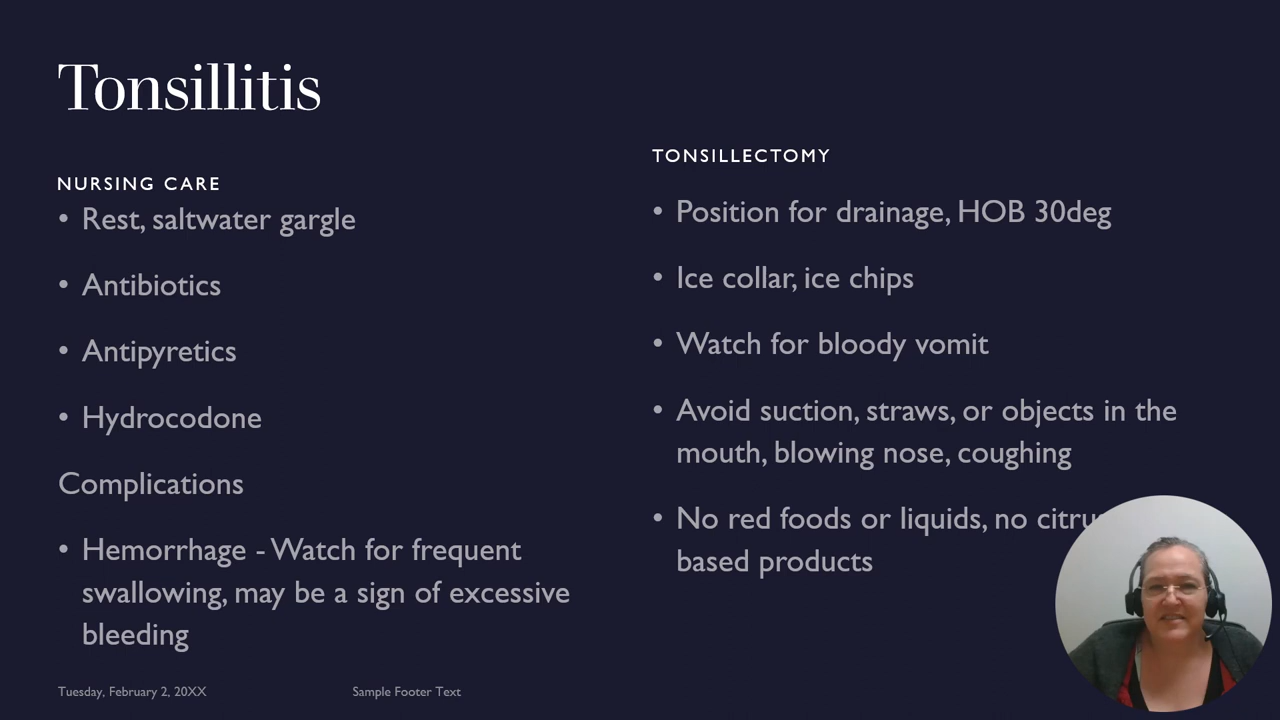 Tonsillitis
NURSING CARE
• Rest, saltwater gargle
• Antibiotics
• Antipyretics
• Hydrocodone
Complications
• Hemorrhage - Watch for frequent
swallowing, may be a sign of excessive
bleeding
TONSILLECTOMY
• Position for drainage, HOB 30deg
• Ice collar, ice chips
• Watch for bloody vomit
• Avoid suction, straws, or objects in the
mouth, blowing nose, coughing
• No red foods or liquids, no
based products
Tuesday, February 2, 20XX
Sample Footer Text